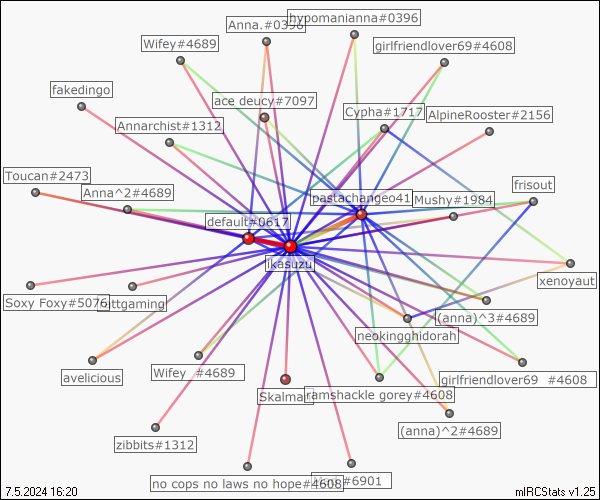 Anna.#0396
hypomanianna#0396
Wifey#4689
girlfriendlover69#4608
fakedingo
ace deucy#7097
Cypha#1717
AlpineRooster#2156
Annarchist#1312
Toucan#2473
Anna^2#4689
pastachangeo41
Mushy#1984
frisout
default#0617
ikasuzu
xenoyaut
Soxy Foxy#5076
ttgaming
(anna)^3#4689
neokingghidorah
avelicious
Wifey #4689
girlfriendlover69 #4608
Skalman
ramshackle gorey#4608
(anna)^2#4689
zibbits#1312
no cops no laws no hope#4608
#6901
7.5.2024 16:20
mIRCStats v1.25